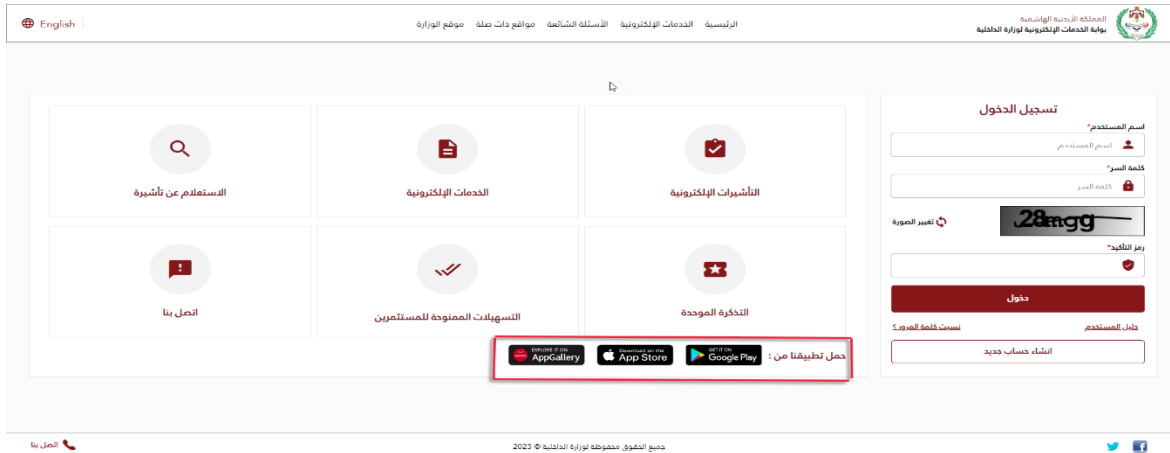 المملكة الأردنية الهاشمية
بوابة الخدمات الإلكترونية لوزارة الداخلية
الرئيسية الخدمات الإلكترونية الأسئلة الشائعة مواقع ذات صلة موقع الوزارة
English
تسجيل الدخول
اسم المستخدم*
اسم المستخدم
كلمة السر*
كلمة السر
28mgg
تغيير الصورة
رمز التأكيد*
دخول
دليل المستخدم
نسيت كلمة المرور؟
انشاء حساب جديد
التأشيرات الإلكترونية
الخدمات الإلكترونية
الاستعلام عن تأشيرة
التذكرة الموحدة
التسهيلات الممنوحة للمستثمرين
اتصل بنا
حمل تطبيقنا من :
GET IT ON
Google Play
Download on the
App Store
EXPLORE IT ON
AppGallery
جميع الحقوق محفوظة لوزارة الداخلية © 2023
اتصل بنا